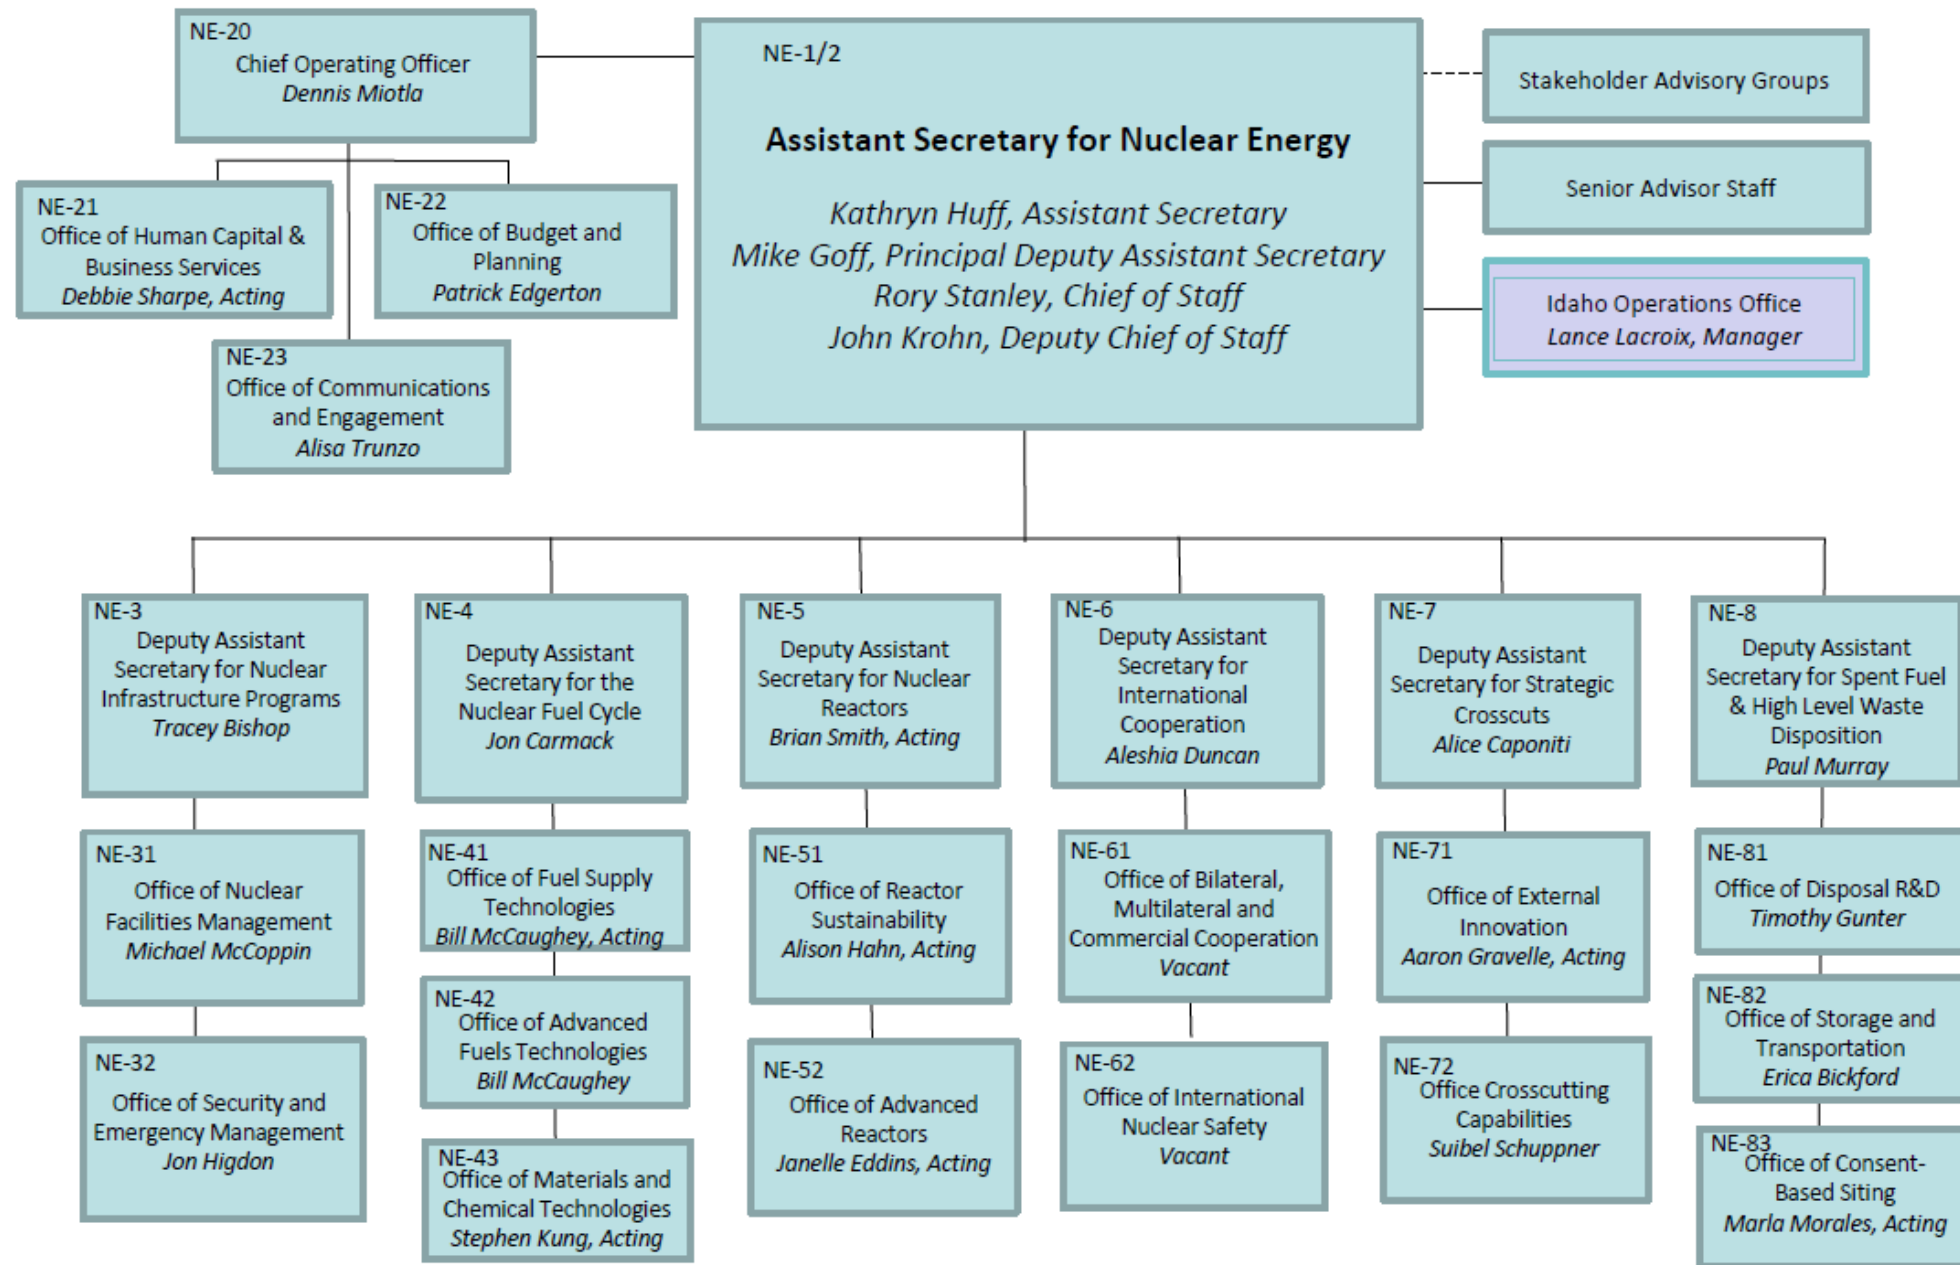 NE-20
Chief Operating Officer
Dennis Miotla
NE-1/2
Assistant Secretary for Nuclear Energy
Kathryn Huff, Assistant Secretary
Mike Goff, Principal Deputy Assistant Secretary
Rory Stanley, Chief of Staff
John Krohn, Deputy Chief of Staff
Stakeholder Advisory Groups
Senior Advisor Staff
Idaho Operations Office
Lance Lacroix, Manager
NE-21
Office of Human Capital &
Business Services
Debbie Sharpe, Acting
NE-22
Office of Budget and
Planning
Patrick Edgerton
NE-23
Office of Communications
and Engagement
Alisa Trunzo
NE-3
Deputy Assistant
Secretary for Nuclear
Infrastructure Programs
Tracey Bishop
NE-4
Deputy Assistant
Secretary for the
Nuclear Fuel Cycle
Jon Carmack
NE-5
Deputy Assistant
Secretary for Nuclear
Reactors
Brian Smith, Acting
NE-6
Deputy Assistant
Secretary for
International
Cooperation
Aleshia Duncan
NE-7
Deputy Assistant
Secretary for Strategic
Crosscuts
Alice Caponiti
NE-8
Deputy Assistant
Secretary for Spent Fuel
& High Level Waste
Disposition
Paul Murray
NE-31
Office of Nuclear
Facilities Management
Michael McCoppin
NE-41
Office of Fuel Supply
Technologies
Bill McCaughey, Acting
NE-51
Office of Reactor
Sustainability
Alison Hahn, Acting
NE-61
Office of Bilateral,
Multilateral and
Commercial Cooperation
Vacant
NE-71
Office of External
Innovation
Aaron Gravelle, Acting
NE-81
Office of Disposal R&D
Timothy Gunter
NE-32
Office of Security and
Emergency Management
Jon Higdon
NE-42
Office of Advanced
Fuels Technologies
Bill McCaughey
NE-52
Office of Advanced
Reactors
Janelle Eddins, Acting
NE-62
Office of International
Nuclear Safety
Vacant
NE-72
Office Crosscutting
Capabilities
Suibel Schuppner
NE-82
Office of Storage and
Transportation
Erica Bickford
NE-43
Office of Materials and
Chemical Technologies
Stephen Kung, Acting
NE-83
Office of Consent-
Based Siting
Marla Morales, Acting